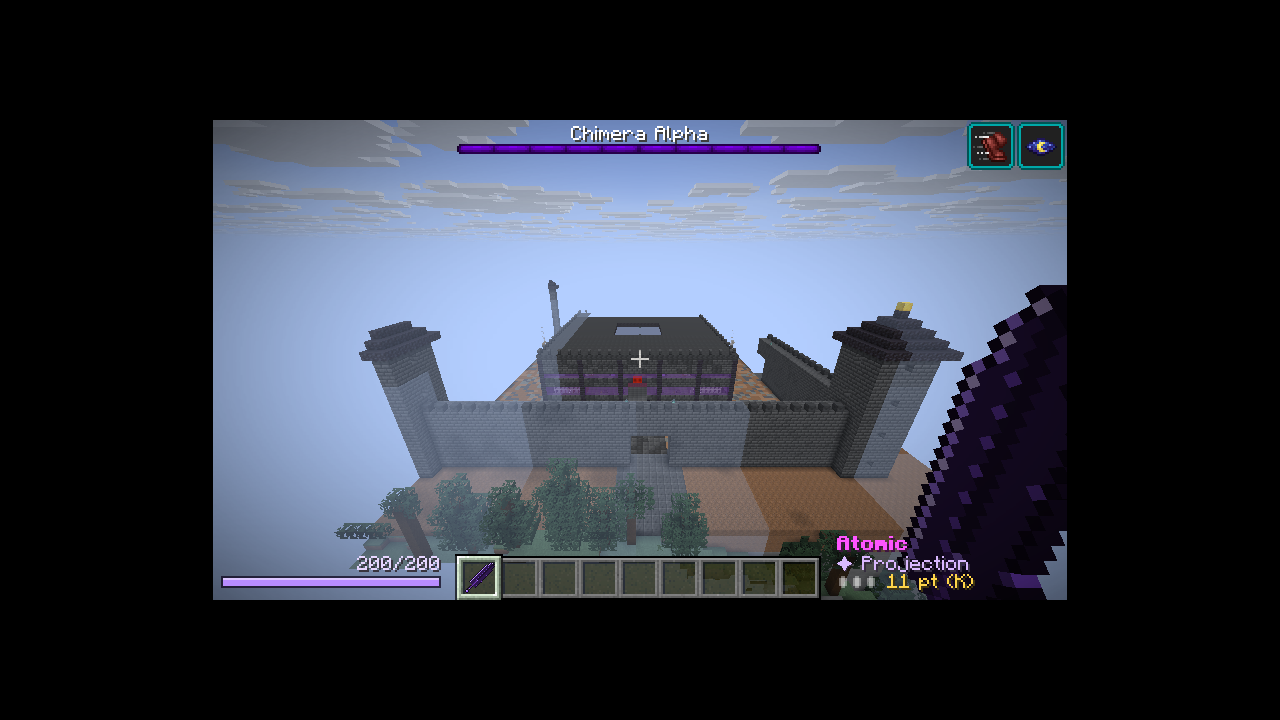 Chimera Alpha
Atomic
200/200
✦ Projection
11 pt (K)